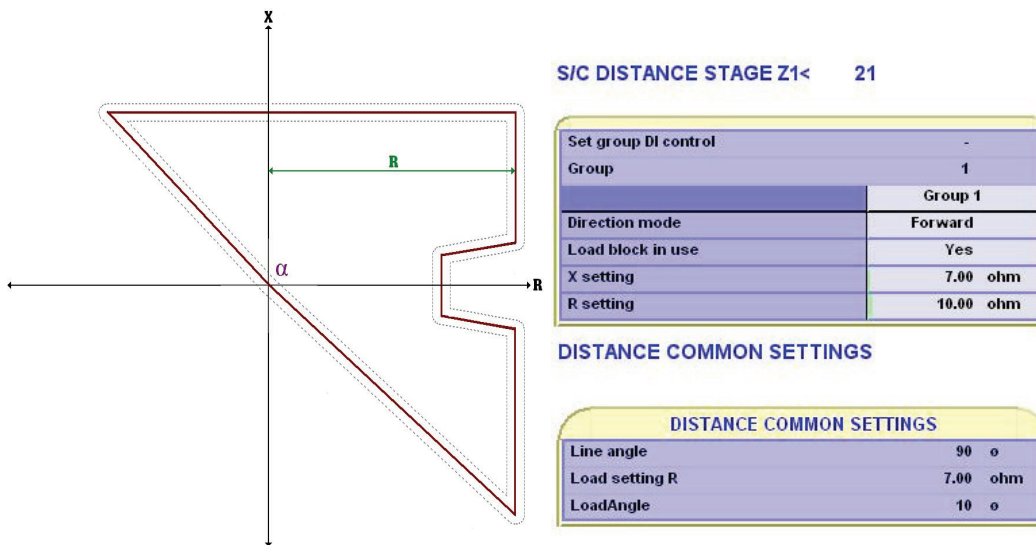 X
R
α
R
S/C DISTANCE STAGE Z1< 21
Set group DI control -
Group 1
Group 1
Direction mode Forward
Load block in use Yes
X setting 7.00 ohm
R setting 10.00 ohm
DISTANCE COMMON SETTINGS
DISTANCE COMMON SETTINGS
Line angle 90 o
Load setting R 7.00 ohm
LoadAngle 10 o